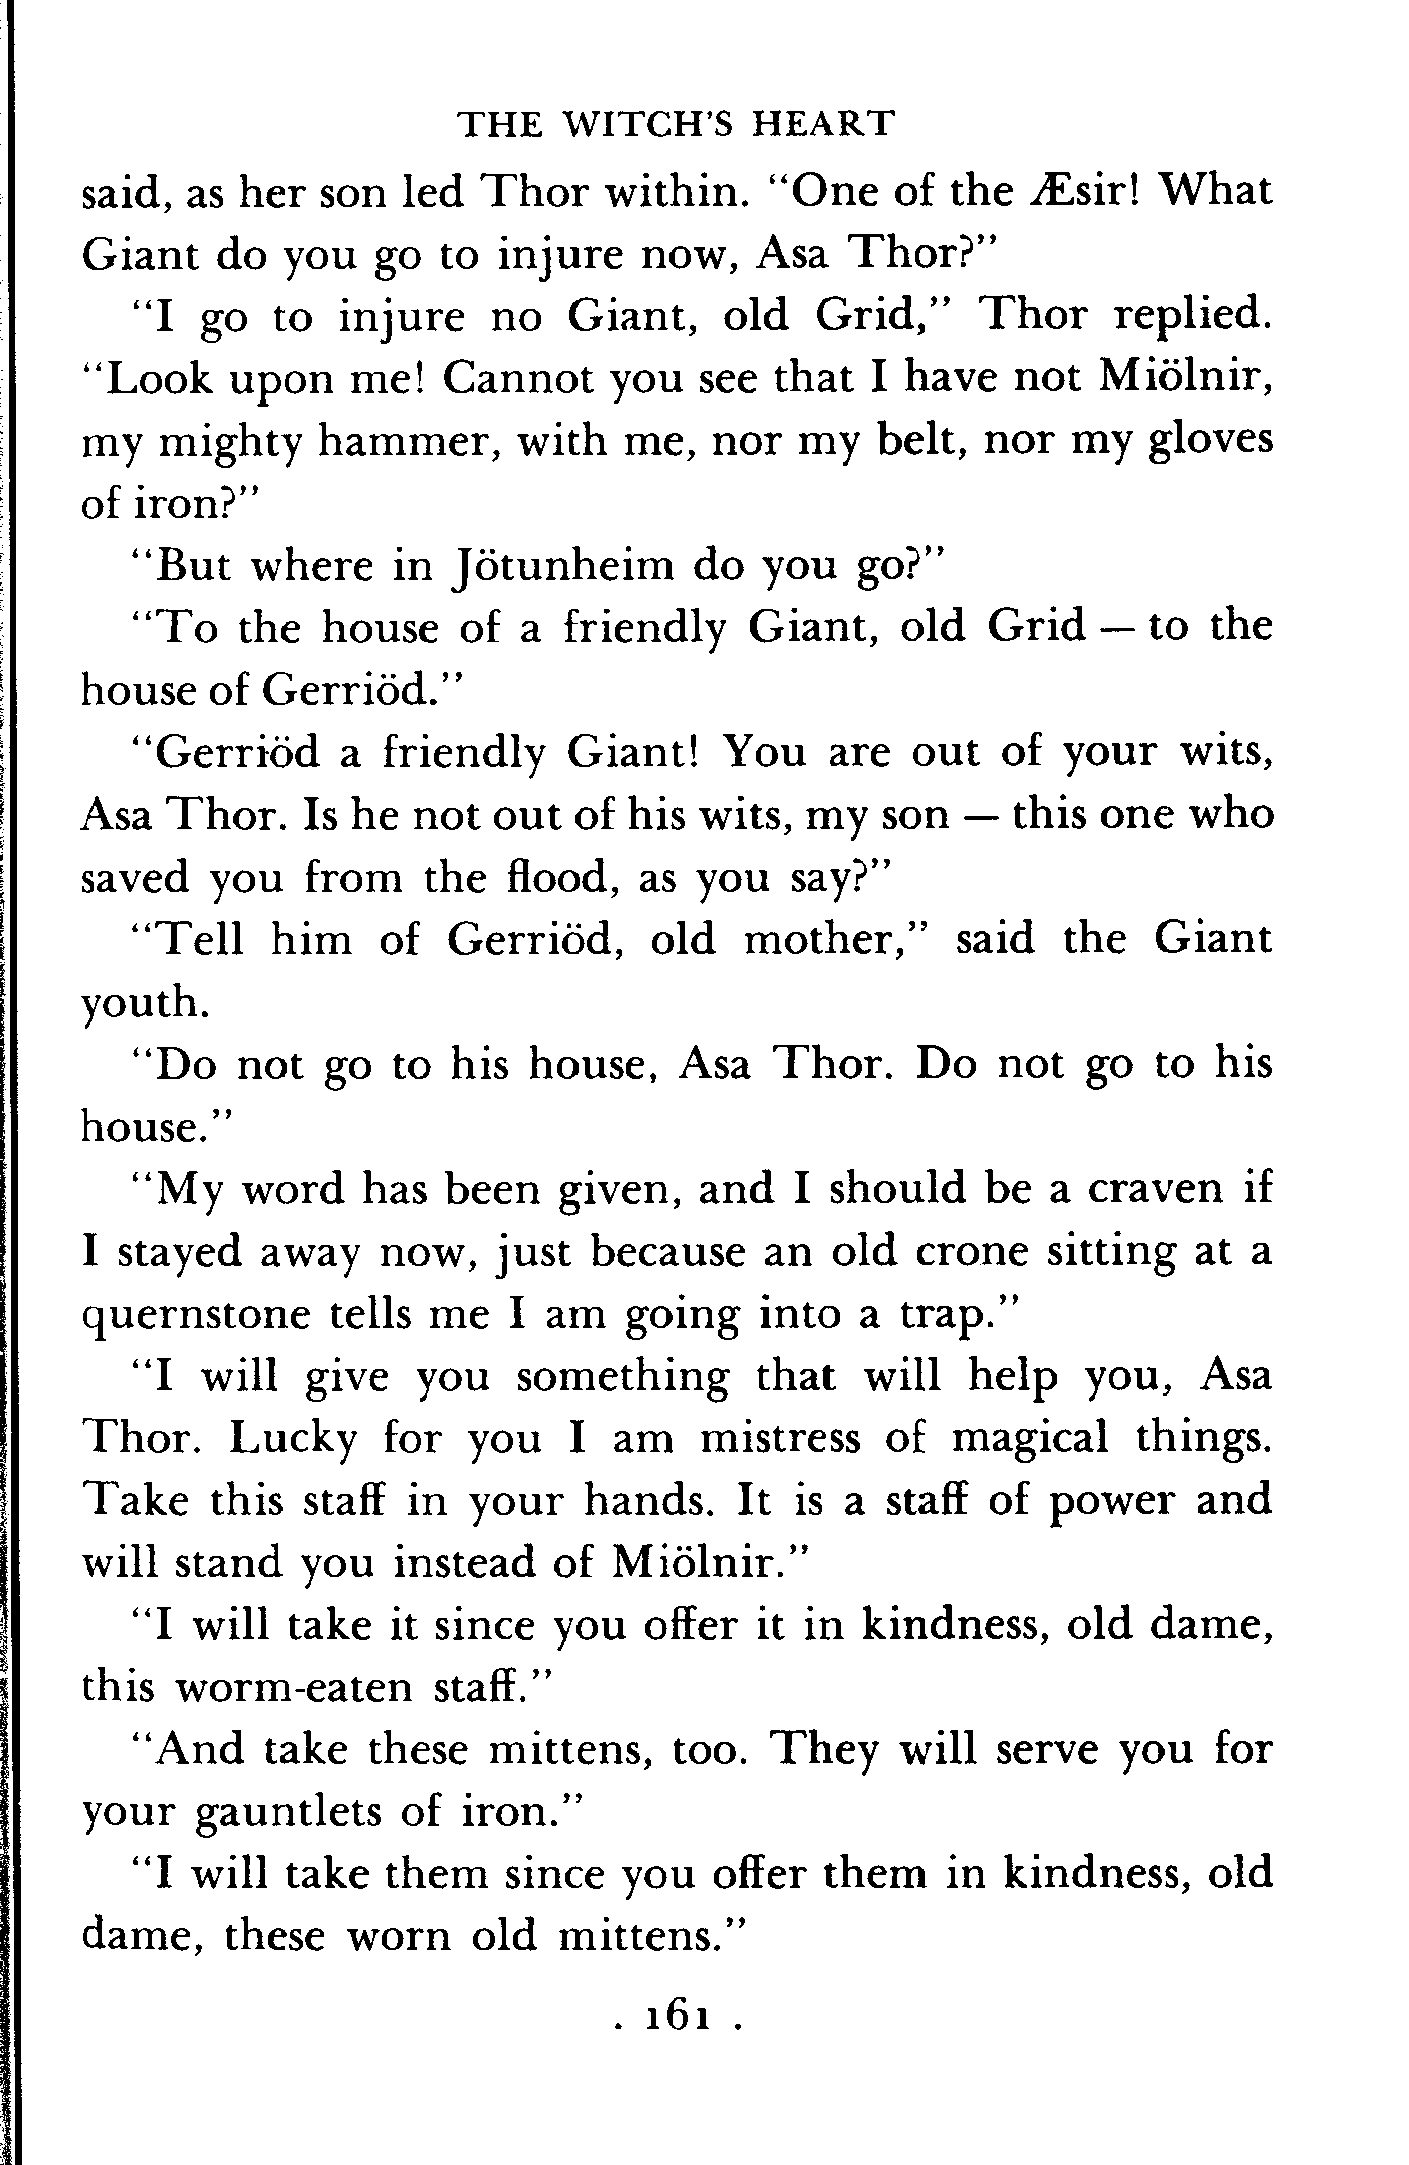 THE WITCH'S HEART
said, as her son led Thor within. “One of the Æsir! What
Giant do you go to injure now, Asa Thor?”
“I go to injure no Giant, old Grid,” Thor replied.
“Look upon me! Cannot you see that I have not Miölnir,
my mighty hammer, with me, nor my belt, nor my gloves
of iron?”
“But where in Jötunheim do you go?”
“To the house of a friendly Giant, old Grid — to the
house of Gerriöd.”
“Gerriöd a friendly Giant! You are out of your wits,
Asa Thor. Is he not out of his wits, my son — this one who
saved you from the flood, as you say?”
“Tell him of Gerriöd, old mother,” said the Giant
youth.
“Do not go to his house, Asa Thor. Do not go to his
house.”
“My word has been given, and I should be a craven if
I stayed away now, just because an old crone sitting at a
quernstone tells me I am going into a trap.”
“I will give you something that will help you, Asa
Thor. Lucky for you I am mistress of magical things.
Take this staff in your hands. It is a staff of power and
will stand you instead of Miölnir.”
“I will take it since you offer it in kindness, old dame,
this worm-eaten staff.”
“And take these mittens, too. They will serve you for
your gauntlets of iron.”
“I will take them since you offer them in kindness, old
dame, these worn old mittens.”
. 161 .